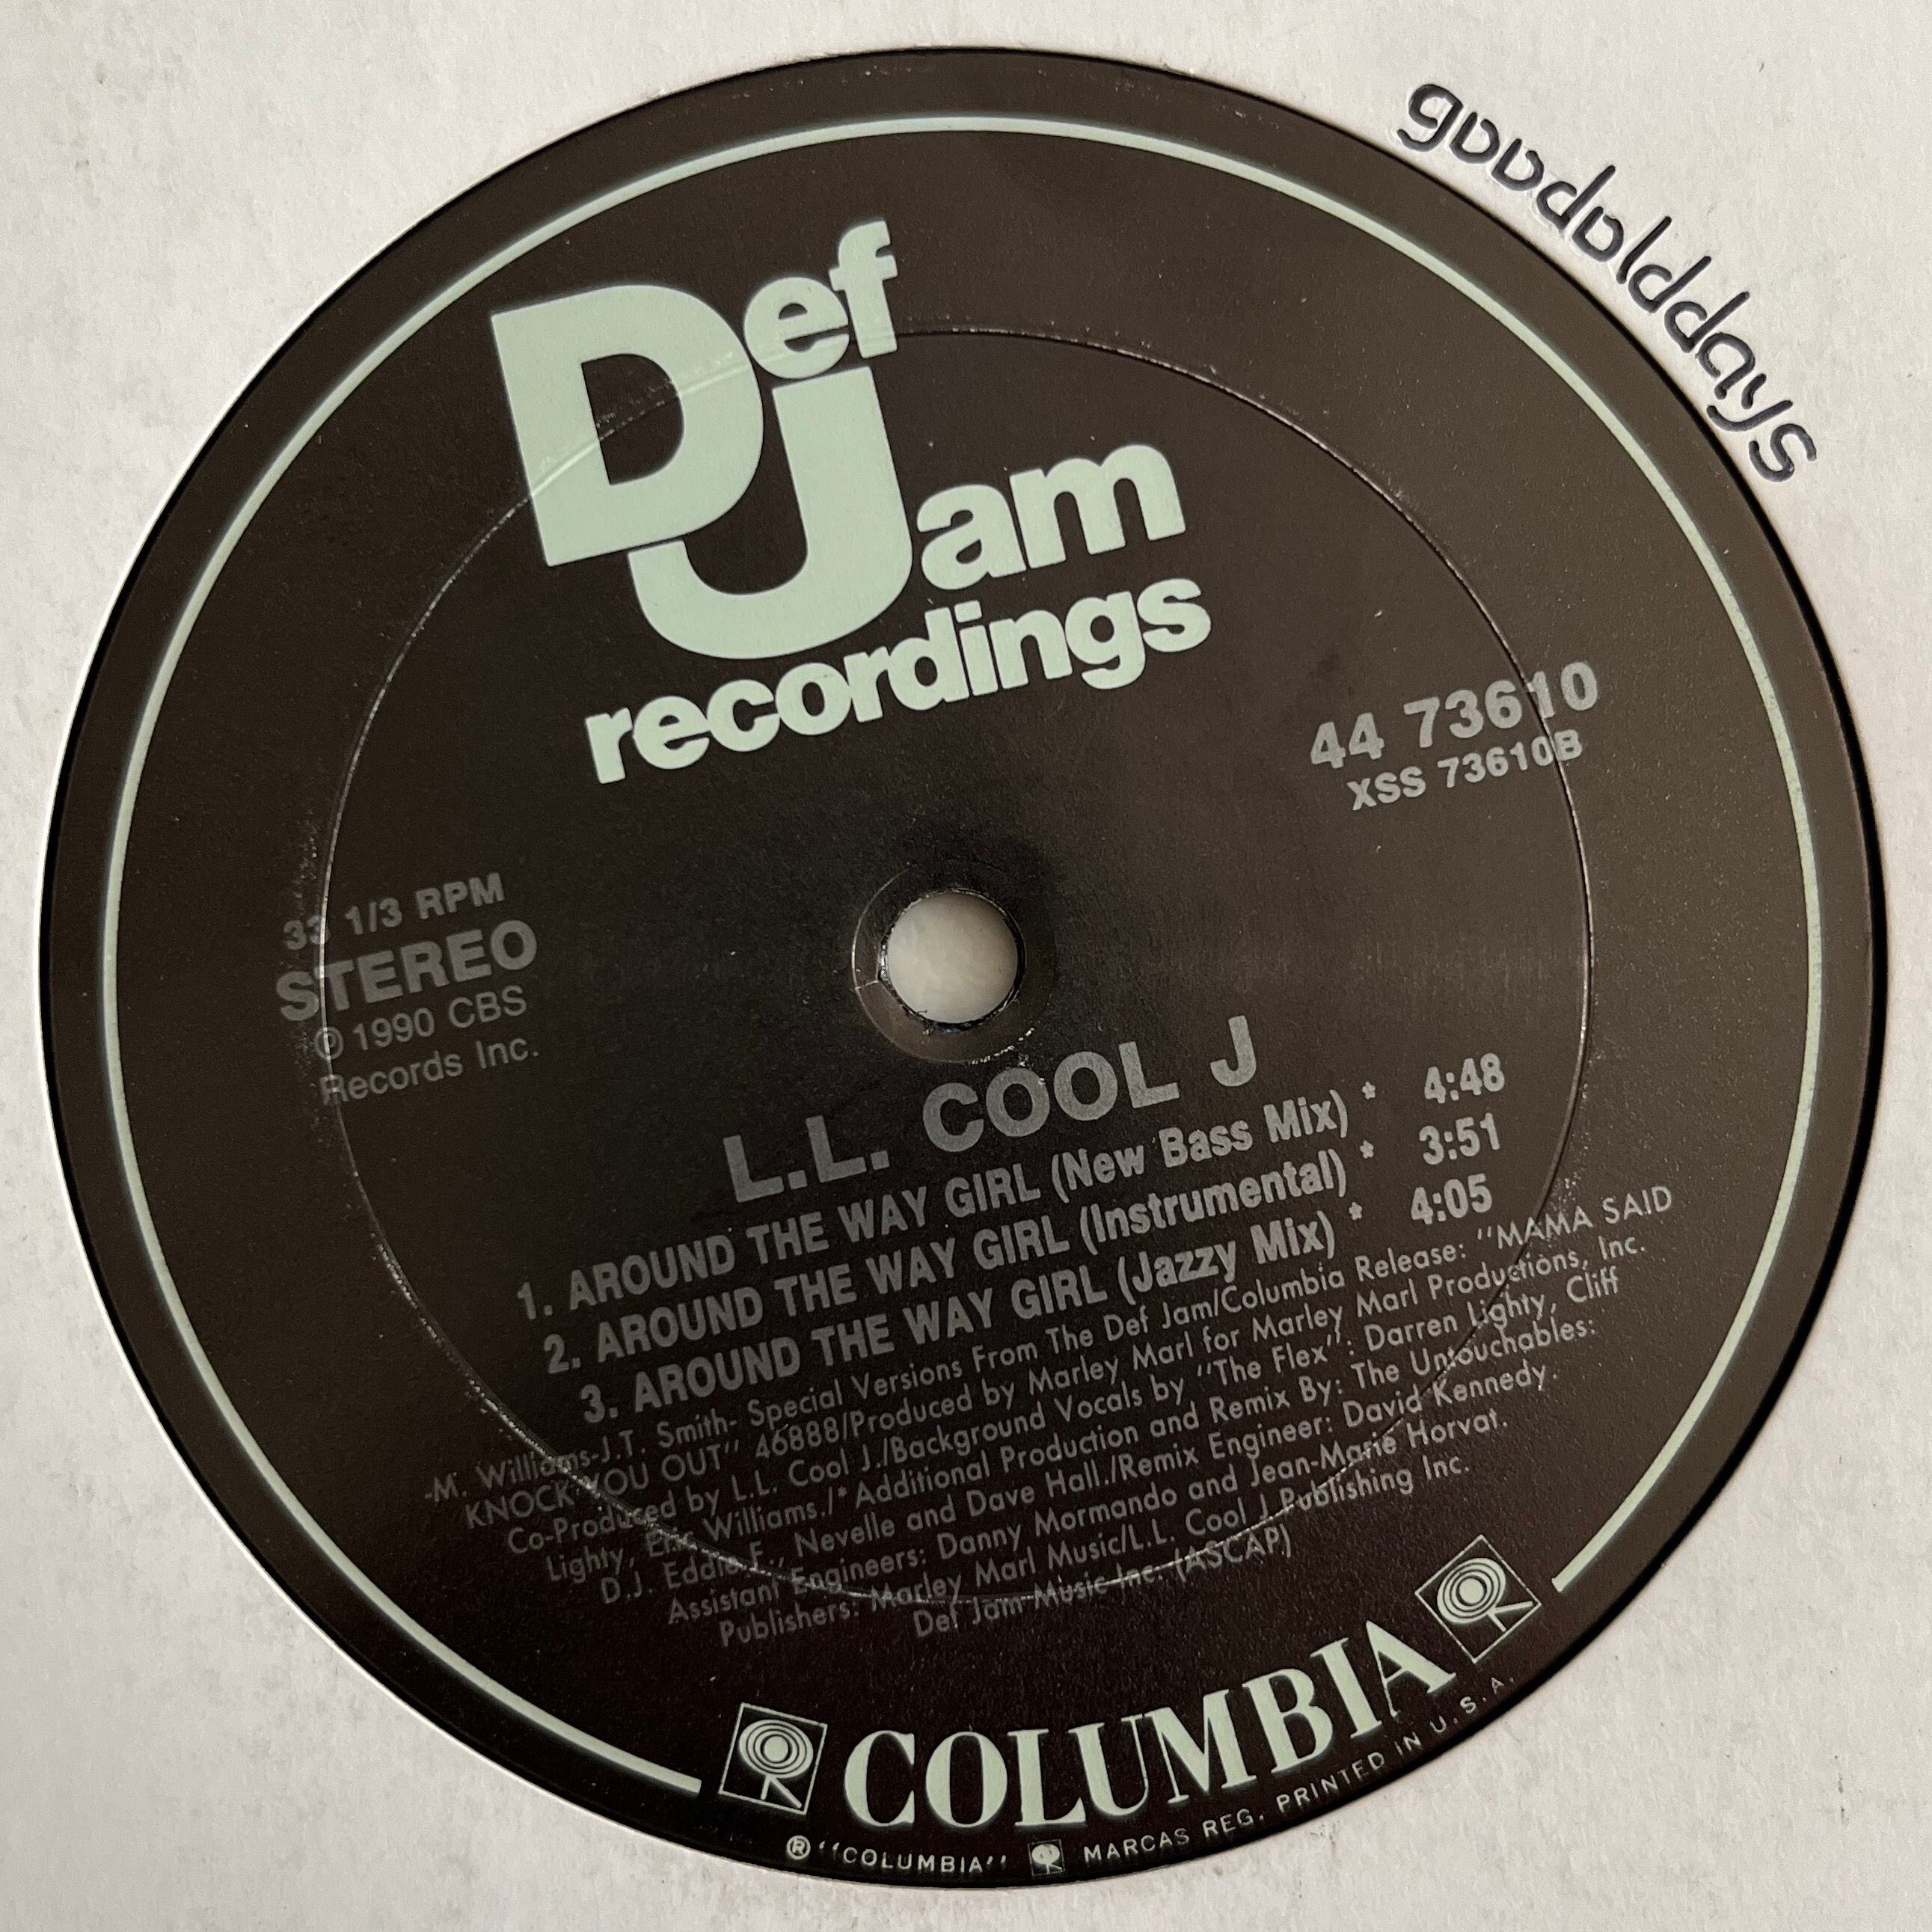 goodolddays
Def
Jam
recordings
44 73610
XSS 73610B
33 1/3 RPM
STEREO
℗ 1990 CBS
Records Inc.
L.L. COOL J
1. AROUND THE WAY GIRL (New Bass Mix) * 4:48
2. AROUND THE WAY GIRL (Instrumental) * 3:51
3. AROUND THE WAY GIRL (Jazzy Mix) * 4:05
-M. Williams-J.T. Smith- Special Versions From The Def Jam/Columbia Release: "MAMA SAID
KNOCK YOU OUT" 46888/Produced by Marley Marl for Marley Marl Productions, Inc.
Co-Produced by L.L. Cool J./Background Vocals by "The Flex": Darren Lighty, Cliff
Lighty, Eric Williams./*Additional Production and Remix By: The Untouchables:
D.J. Eddie F., Nevelle and Dave Hall./Remix Engineer: David Kennedy.
Assistant Engineers: Danny Mormando and Jean-Marie Horvat.
Publishers: Marley Marl Music/L.L. Cool J Publishing Inc.
Def Jam Music Inc. (ASCAP)
COLUMBIA
® "COLUMBIA" MARCAS REG. PRINTED IN U.S.A.